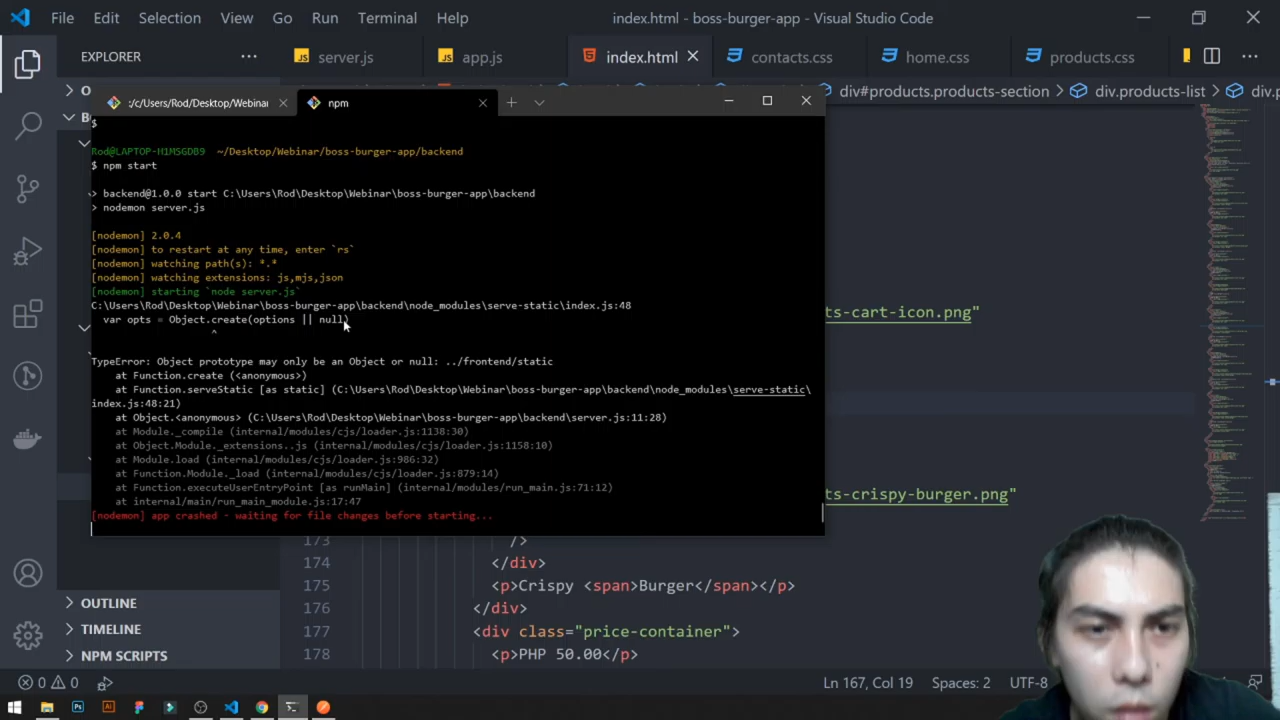 File Edit Selection View Go Run Terminal Help index.html - boss-burger-app - Visual Studio Code
EXPLORER
server.js app.js index.html contacts.css home.css products.css
div#products.products-section div.products-list div.po
:/c/Users/Rod/Desktop/Webinar npm
$
Rod@LAPTOP-H1MSGDB9 ~/Desktop/Webinar/boss-burger-app/backend
$ npm start
> backend@1.0.0 start C:\Users\Rod\Desktop\Webinar\boss-burger-app\backend
> nodemon server.js
[nodemon] 2.0.4
[nodemon] to restart at any time, enter `rs`
[nodemon] watching path(s): *.*
[nodemon] watching extensions: js,mjs,json
[nodemon] starting `node server.js`
C:\Users\Rod\Desktop\Webinar\boss-burger-app\backend\node_modules\serve-static\index.js:48
var opts = Object.create(options || null)
^
TypeError: Object prototype may only be an Object or null: ../frontend/static
at Function.create (<anonymous>)
at Function.serveStatic [as static] (C:\Users\Rod\Desktop\Webinar\boss-burger-app\backend\node_modules\serve-static\
index.js:48:21)
at Object.<anonymous> (C:\Users\Rod\Desktop\Webinar\boss-burger-app\backend\server.js:11:28)
at Module._compile (internal/modules/cjs/loader.js:1138:30)
at Object.Module._extensions..js (internal/modules/cjs/loader.js:1158:10)
at Module.load (internal/modules/cjs/loader.js:986:32)
at Function.Module._load (internal/modules/cjs/loader.js:879:14)
at Function.executeUserEntryPoint [as runMain] (internal/modules/run_main.js:71:12)
at internal/main/run_main_module.js:17:47
[nodemon] app crashed - waiting for file changes before starting...
ts-cart-icon.png"
ts-crispy-burger.png"
173 />
174 </div>
175 <p>Crispy <span>Burger</span></p>
176 </div>
177 <div class="price-container">
178 <p>PHP 50.00</p>
OUTLINE
TIMELINE
NPM SCRIPTS
0 0 Ln 167, Col 19 Spaces: 2 UTF-8